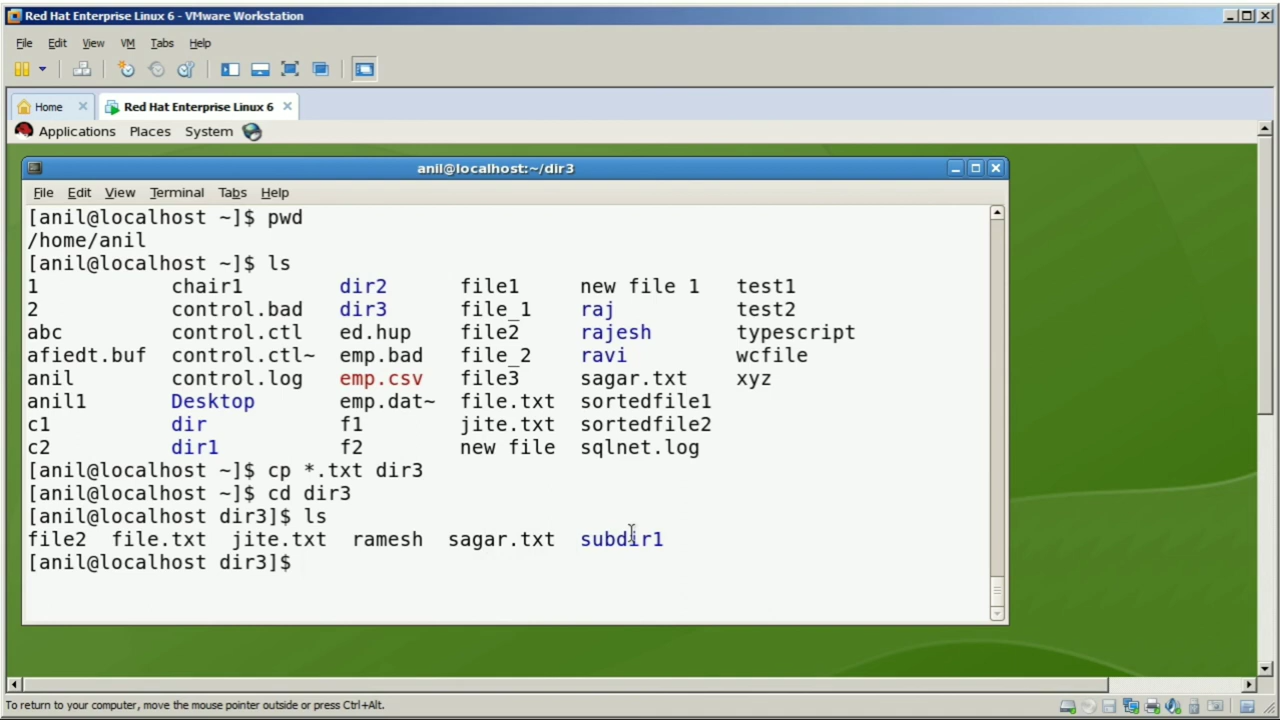 Red Hat Enterprise Linux 6 - VMware Workstation
File Edit View VM Tabs Help
Home Red Hat Enterprise Linux 6
Applications Places System
anil@localhost:~/dir3
File Edit View Terminal Tabs Help
[anil@localhost ~]$ pwd
/home/anil
[anil@localhost ~]$ ls
1 chair1 dir2 file1 new file 1 test1
2 control.bad dir3 file_1 raj test2
abc control.ctl ed.hup file2 rajesh typescript
afiedt.buf control.ctl~ emp.bad file_2 ravi wcfile
anil control.log emp.csv file3 sagar.txt xyz
anil1 Desktop emp.dat~ file.txt sortedfile1
c1 dir f1 jite.txt sortedfile2
c2 dir1 f2 new file sqlnet.log
[anil@localhost ~]$ cp *.txt dir3
[anil@localhost ~]$ cd dir3
[anil@localhost dir3]$ ls
file2 file.txt jite.txt ramesh sagar.txt subdir1
[anil@localhost dir3]$
To return to your computer, move the mouse pointer outside or press Ctrl+Alt.